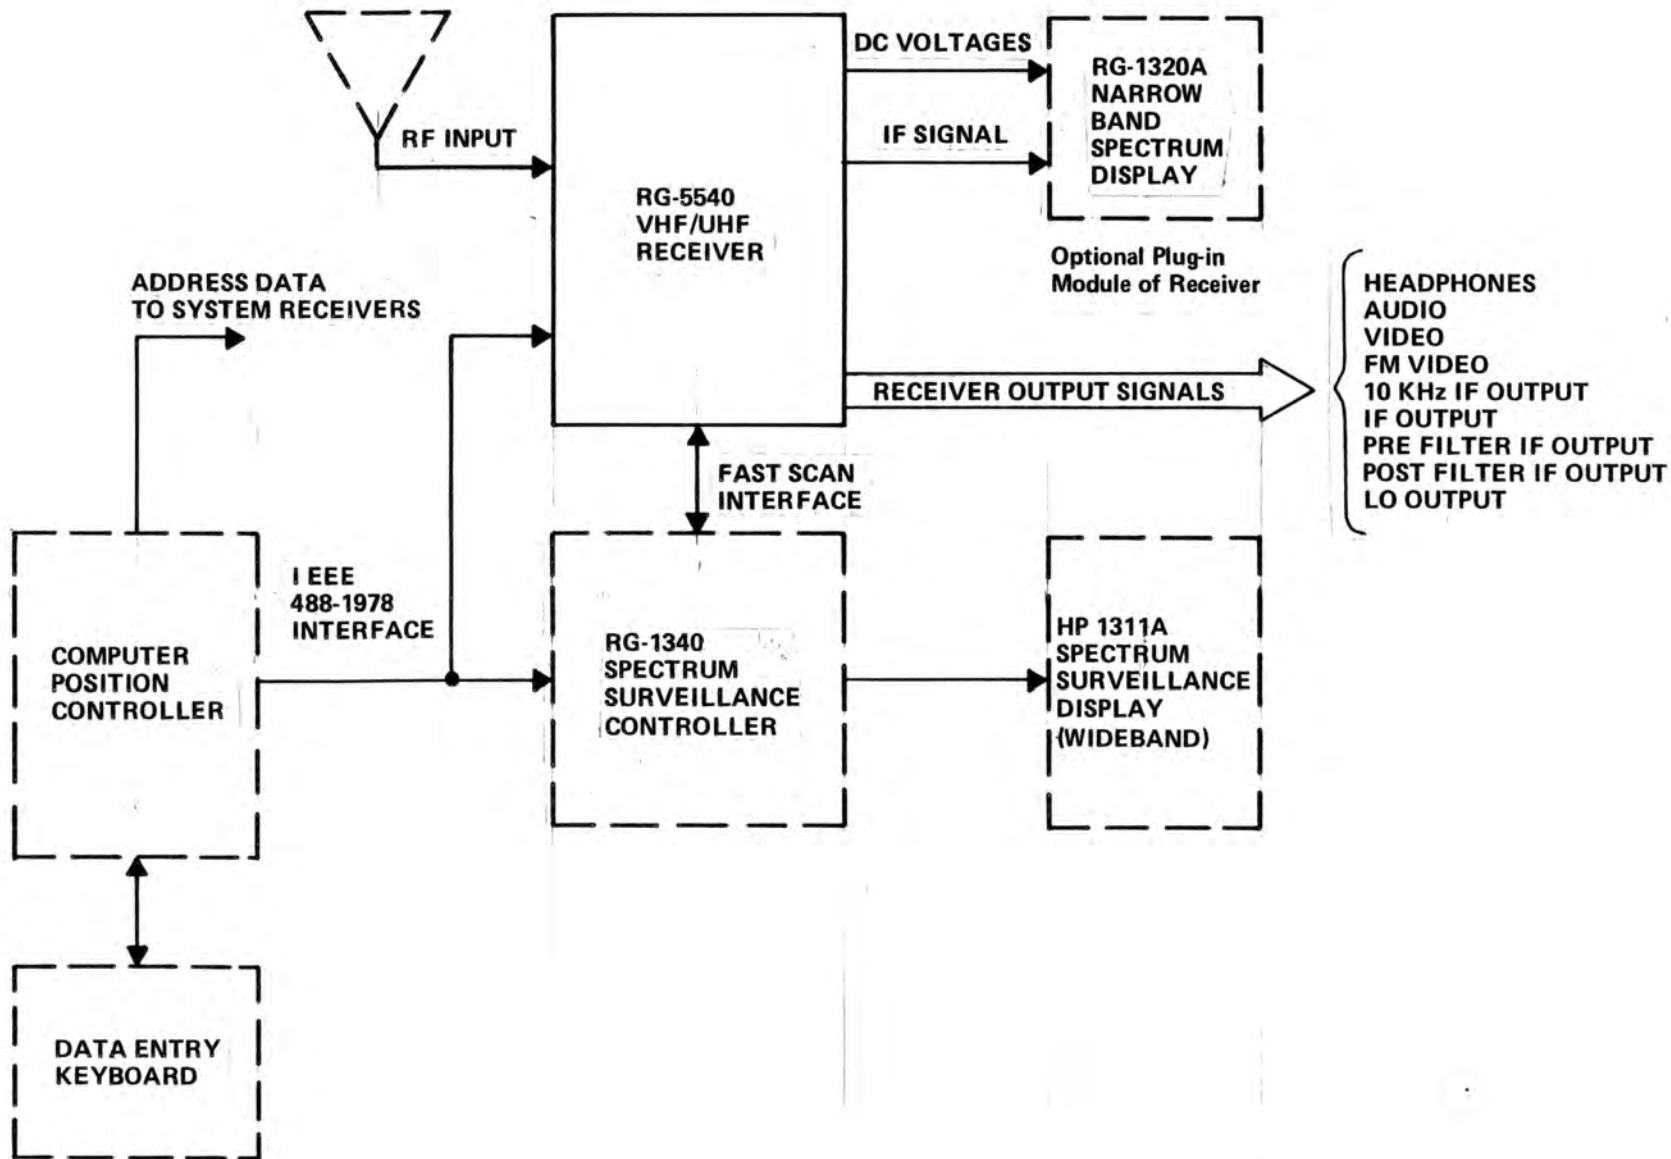 DC VOLTAGES
RG-1320A
NARROW
BAND
SPECTRUM
DISPLAY
RF INPUT
IF SIGNAL
RG-5540
VHF/UHF
RECEIVER
Optional Plug-in
Module of Receiver
ADDRESS DATA
TO SYSTEM RECEIVERS
HEADPHONES
AUDIO
VIDEO
FM VIDEO
10 KHz IF OUTPUT
IF OUTPUT
PRE FILTER IF OUTPUT
POST FILTER IF OUTPUT
LO OUTPUT
RECEIVER OUTPUT SIGNALS
FAST SCAN
INTERFACE
I EEE
488-1978
INTERFACE
COMPUTER
POSITION
CONTROLLER
RG-1340
SPECTRUM
SURVEILLANCE
CONTROLLER
HP 1311A
SPECTRUM
SURVEILLANCE
DISPLAY
(WIDEBAND)
DATA ENTRY
KEYBOARD